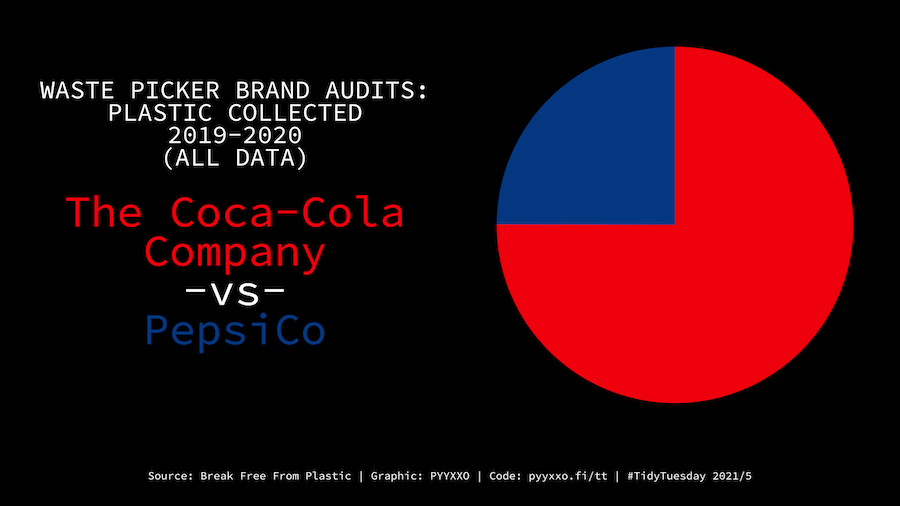 WASTE PICKER BRAND AUDITS:
PLASTIC COLLECTED
2019-2020
(ALL DATA)
The Coca-Cola
Company
-vs-
PepsiCo
Source: Break Free From Plastic | Graphic: PYYXXO | Code: pyyxxo.fi/tt | #TidyTuesday 2021/5